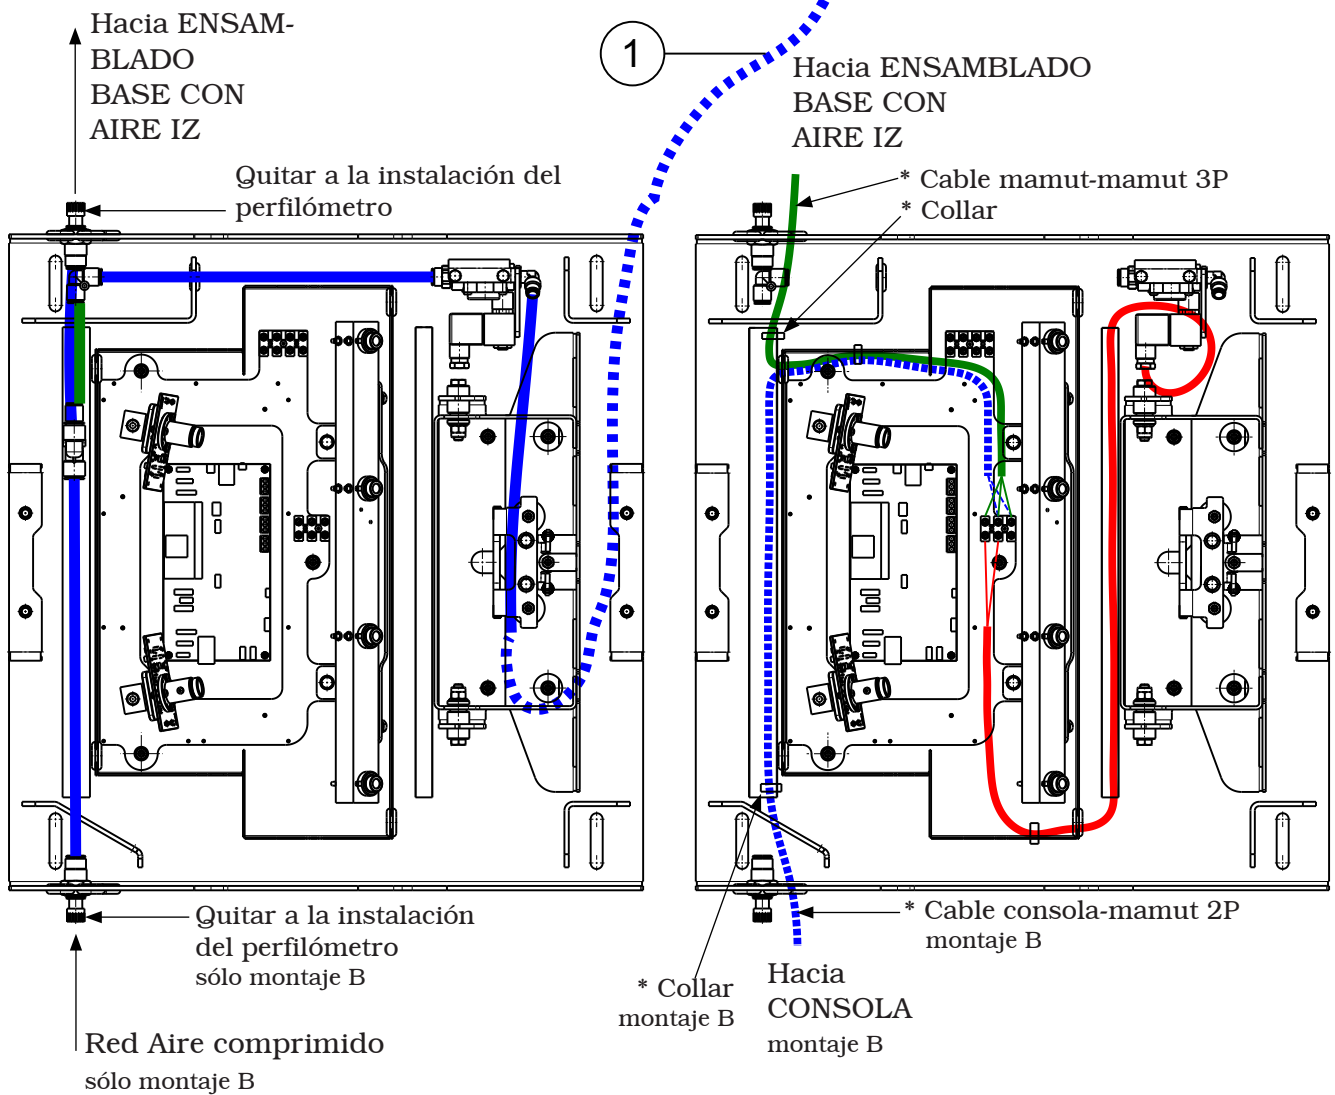 Hacia ENSAM-
BLADO
BASE CON
AIRE IZ
1
Hacia ENSAMBLADO
BASE CON
AIRE IZ
Quitar a la instalación del
perfilómetro
* Cable mamut-mamut 3P
* Collar
Quitar a la instalación
del perfilómetro
sólo montaje B
* Cable consola-mamut 2P
montaje B
* Collar
montaje B
Hacia
CONSOLA
montaje B
Red Aire comprimido
sólo montaje B